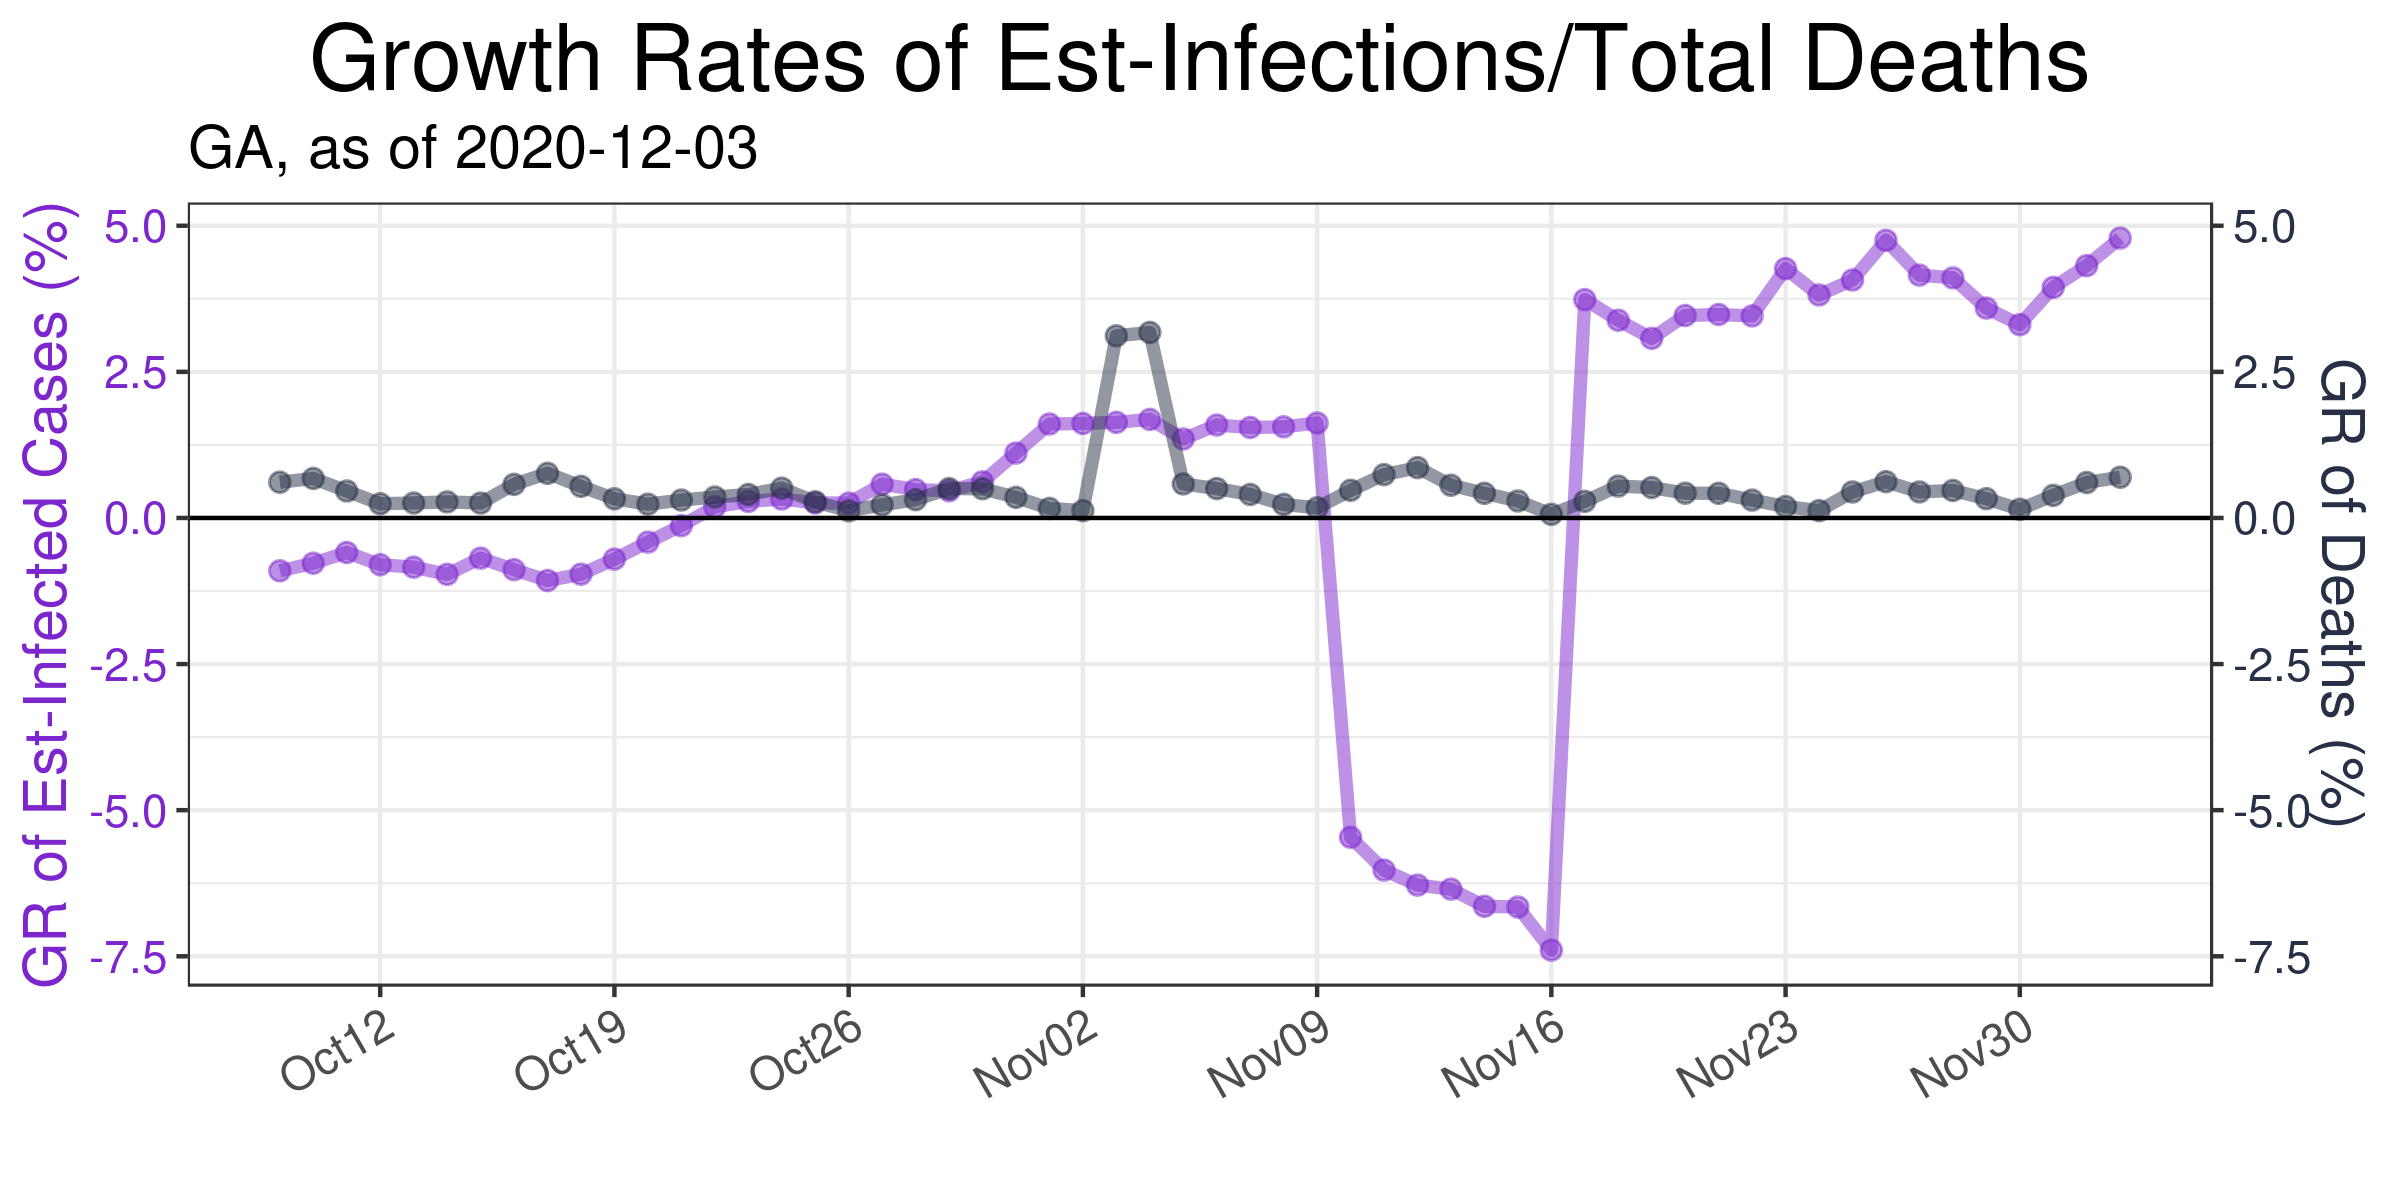 Growth Rates of Est-Infections/Total Deaths
GA, as of 2020-12-03
GR of Est-Infected Cases (%)
5.0
2.5
0.0
-2.5
-5.0
-7.5
5.0
2.5
0.0
-2.5
-5.0
-7.5
GR of Deaths (%)
Oct12
Oct19
Oct26
Nov02
Nov09
Nov16
Nov23
Nov30